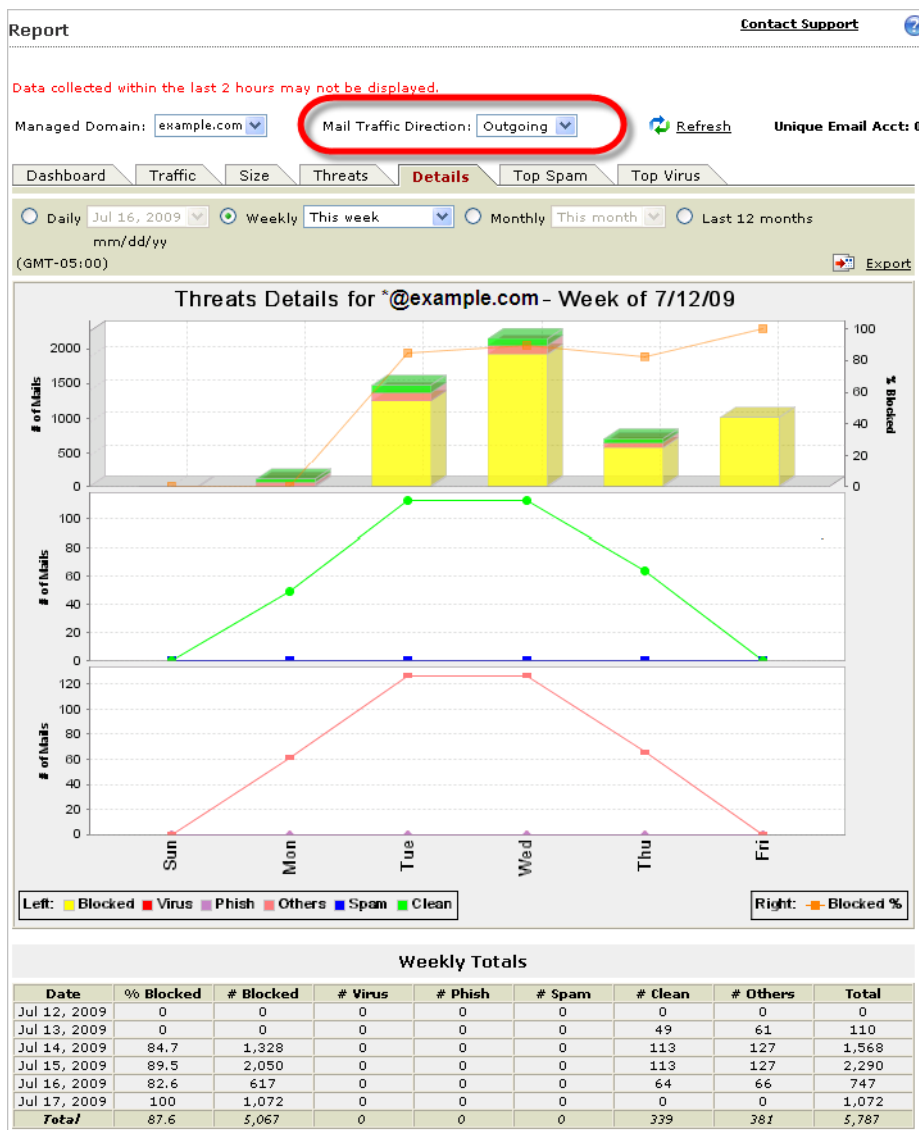 Report
Contact Support
?
Data collected within the last 2 hours may not be displayed.
Managed Domain: example.com Mail Traffic Direction: Outgoing Refresh Unique Email Acct:
Dashboard Traffic Size Threats Details Top Spam Top Virus
Daily Jul 16, 2009 Weekly This week Monthly This month Last 12 months
mm/dd/yy
(GMT-05:00) Export
Threats Details for *@example.com - Week of 7/12/09
# of Mails
2000
1500
1000
500
0
100
80
60
40
20
0
% Blocked
# of Mails
100
80
60
40
20
0
# of Mails
120
100
80
60
40
20
0
Sun Mon Tue Wed Thu Fri
Left: Blocked Virus Phish Others Spam Clean Right: Blocked %
Weekly Totals
Date % Blocked # Blocked # Virus # Phish # Spam # Clean # Others Total
Jul 12, 2009 0 0 0 0 0 0 0 0
Jul 13, 2009 0 0 0 0 0 49 61 110
Jul 14, 2009 84.7 1,328 0 0 0 113 127 1,568
Jul 15, 2009 89.5 2,050 0 0 0 113 127 2,290
Jul 16, 2009 82.6 617 0 0 0 64 66 747
Jul 17, 2009 100 1,072 0 0 0 0 0 1,072
Total 87.6 5,067 0 0 0 339 381 5,787